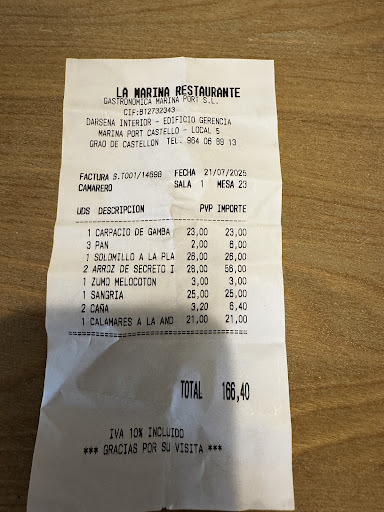 LA MARINA RESTAURANTE
GASTRONOMICA MARINA PORT S.L.
CIF:B12732343
DARSENA INTERIOR - EDIFICIO GERENCIA
MARINA PORT CASTELLO - LOCAL 5
GRAO DE CASTELLON TEL. 964 06 89 13
FACTURA S.T001/14698 FECHA 21/07/2025
CAMARERO SALA 1 MESA 23
UDS DESCRIPCION PVP IMPORTE
1 CARPACIO DE GAMBA 23,00 23,00
3 PAN 2,00 6,00
1 SOLOMILLO A LA PLA 26,00 26,00
2 ARROZ DE SECRETO I 28,00 56,00
1 ZUMO MELOCOTON 3,00 3,00
1 SANGRIA 25,00 25,00
2 CAÑA 3,20 6,40
1 CALAMARES A LA AND 21,00 21,00
TOTAL 166,40
IVA 10% INCLUIDO
*** GRACIAS POR SU VISITA ***